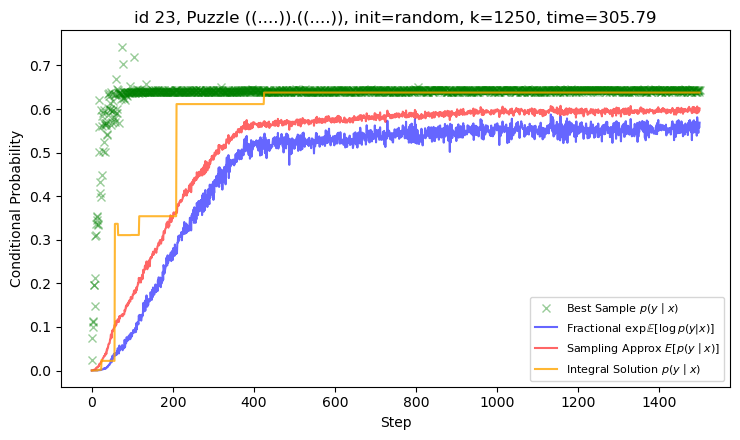 id 23, Puzzle ((....)).((....)), init=random, k=1250, time=305.79
Conditional Probability
0.7
0.6
0.5
0.4
0.3
0.2
0.1
0.0
Best Sample p(y | x)
Fractional exp𝔼[log p(y|x)]
Sampling Approx E[p(y | x)]
Integral Solution p(y | x)
0 200 400 600 800 1000 1200 1400
Step